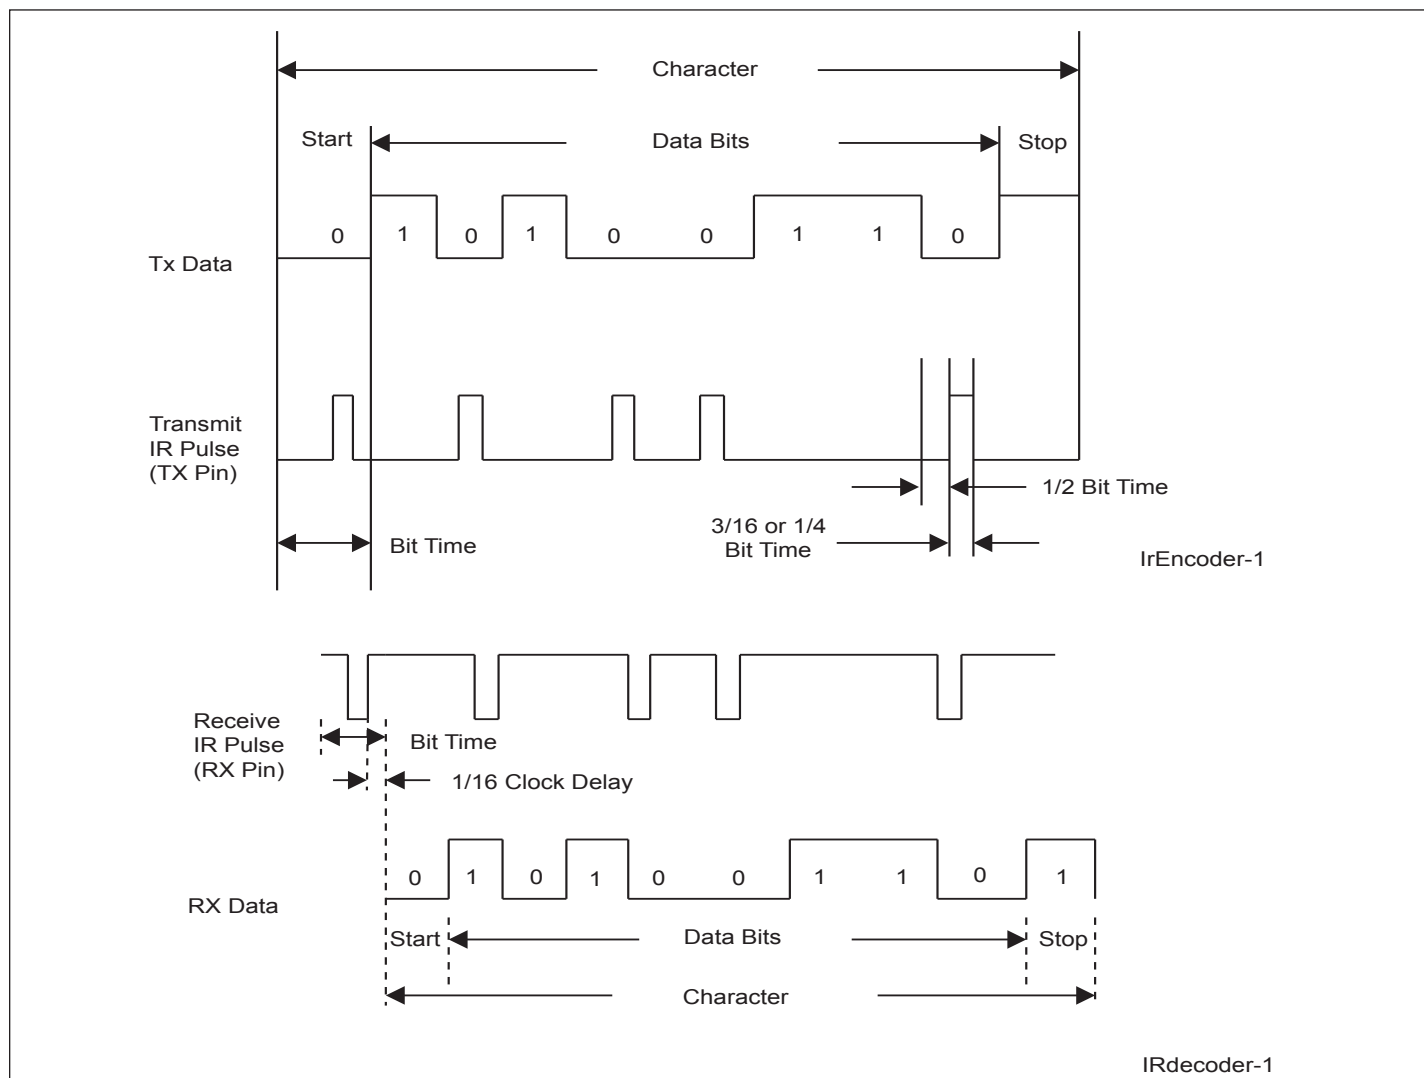 Character
Start
Data Bits
Stop
0 1 0 1 0 0 1 1 0
Tx Data
Transmit
IR Pulse
(TX Pin)
1/2 Bit Time
3/16 or 1/4
Bit Time
Bit Time
IrEncoder-1
Receive
IR Pulse
(RX Pin)
Bit Time
1/16 Clock Delay
0 1 0 1 0 0 1 1 0 1
RX Data
Start
Data Bits
Stop
Character
IRdecoder-1